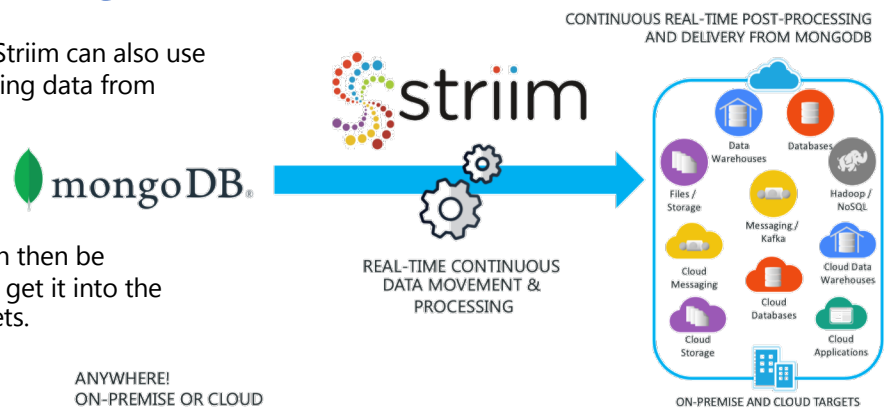 CONTINUOUS REAL-TIME POST-PROCESSING
AND DELIVERY FROM MONGODB
Striim can also use
ing data from
striim
mongoDB.
n then be
get it into the
ets.
REAL-TIME CONTINUOUS
DATA MOVEMENT &
PROCESSING
ANYWHERE!
ON-PREMISE OR CLOUD
Data
Warehouses
Databases
Files /
Storage
Messaging /
Kafka
Hadoop /
NoSQL
Cloud
Messaging
Cloud
Databases
Cloud Data
Warehouses
Cloud
Storage
Cloud
Applications
ON-PREMISE AND CLOUD TARGETS